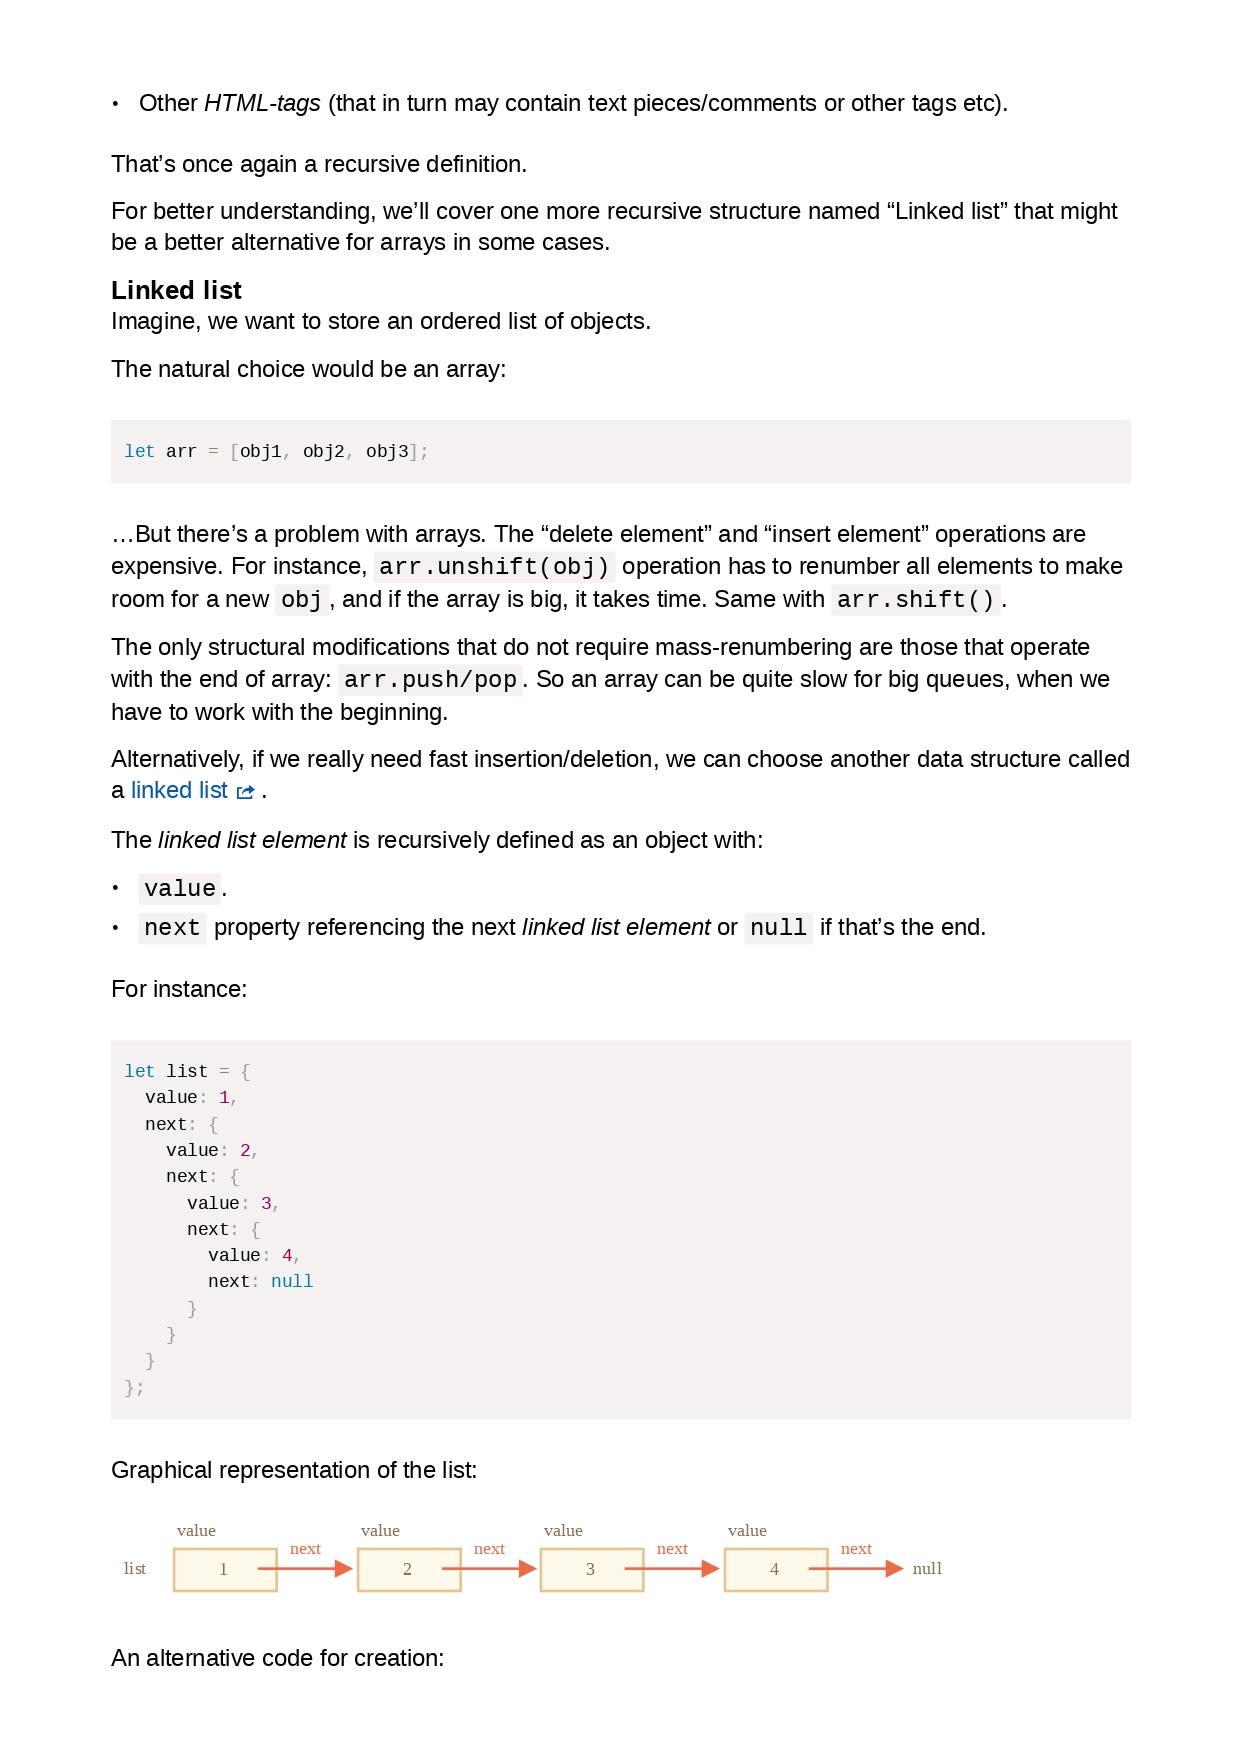 • Other HTML-tags (that in turn may contain text pieces/comments or other tags etc).
That’s once again a recursive definition.
For better understanding, we’ll cover one more recursive structure named “Linked list” that might
be a better alternative for arrays in some cases.
Linked list
Imagine, we want to store an ordered list of objects.
The natural choice would be an array:
let arr = [obj1, obj2, obj3];
…But there’s a problem with arrays. The “delete element” and “insert element” operations are
expensive. For instance, arr.unshift(obj) operation has to renumber all elements to make
room for a new obj, and if the array is big, it takes time. Same with arr.shift().
The only structural modifications that do not require mass-renumbering are those that operate
with the end of array: arr.push/pop. So an array can be quite slow for big queues, when we
have to work with the beginning.
Alternatively, if we really need fast insertion/deletion, we can choose another data structure called
a linked list .
The linked list element is recursively defined as an object with:
• value.
• next property referencing the next linked list element or null if that’s the end.
For instance:
let list = {
  value: 1,
  next: {
    value: 2,
    next: {
      value: 3,
      next: {
        value: 4,
        next: null
      }
    }
  }
};
Graphical representation of the list:
value value value value
next next next next
list 1 2 3 4 null
An alternative code for creation: